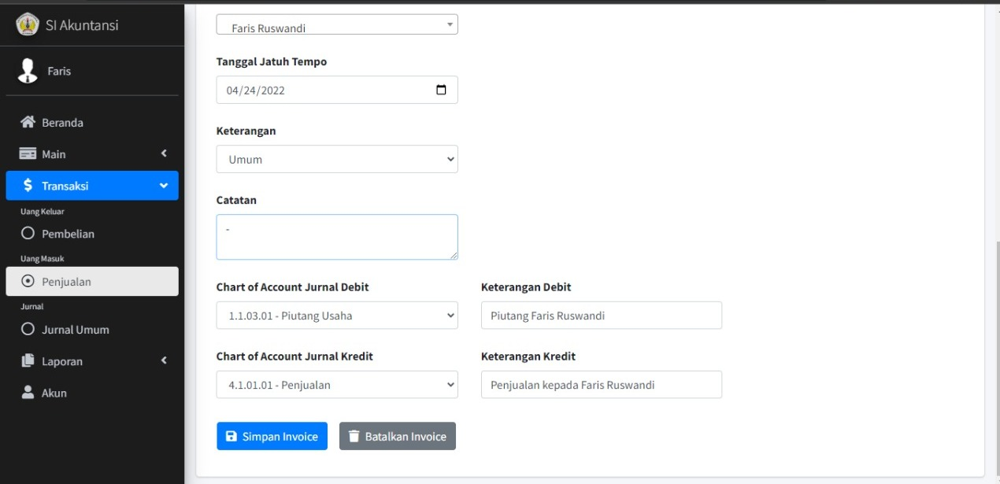 SI Akuntansi
Faris
Beranda
Main
Transaksi
Uang Keluar
Pembelian
Uang Masuk
Penjualan
Jurnal
Jurnal Umum
Laporan
Akun
Faris Ruswandi
Tanggal Jatuh Tempo
04/24/2022
Keterangan
Umum
Catatan
-
Chart of Account Jurnal Debit Keterangan Debit
1.1.03.01 - Piutang Usaha Piutang Faris Ruswandi
Chart of Account Jurnal Kredit Keterangan Kredit
4.1.01.01 - Penjualan Penjualan kepada Faris Ruswandi
Simpan Invoice Batalkan Invoice